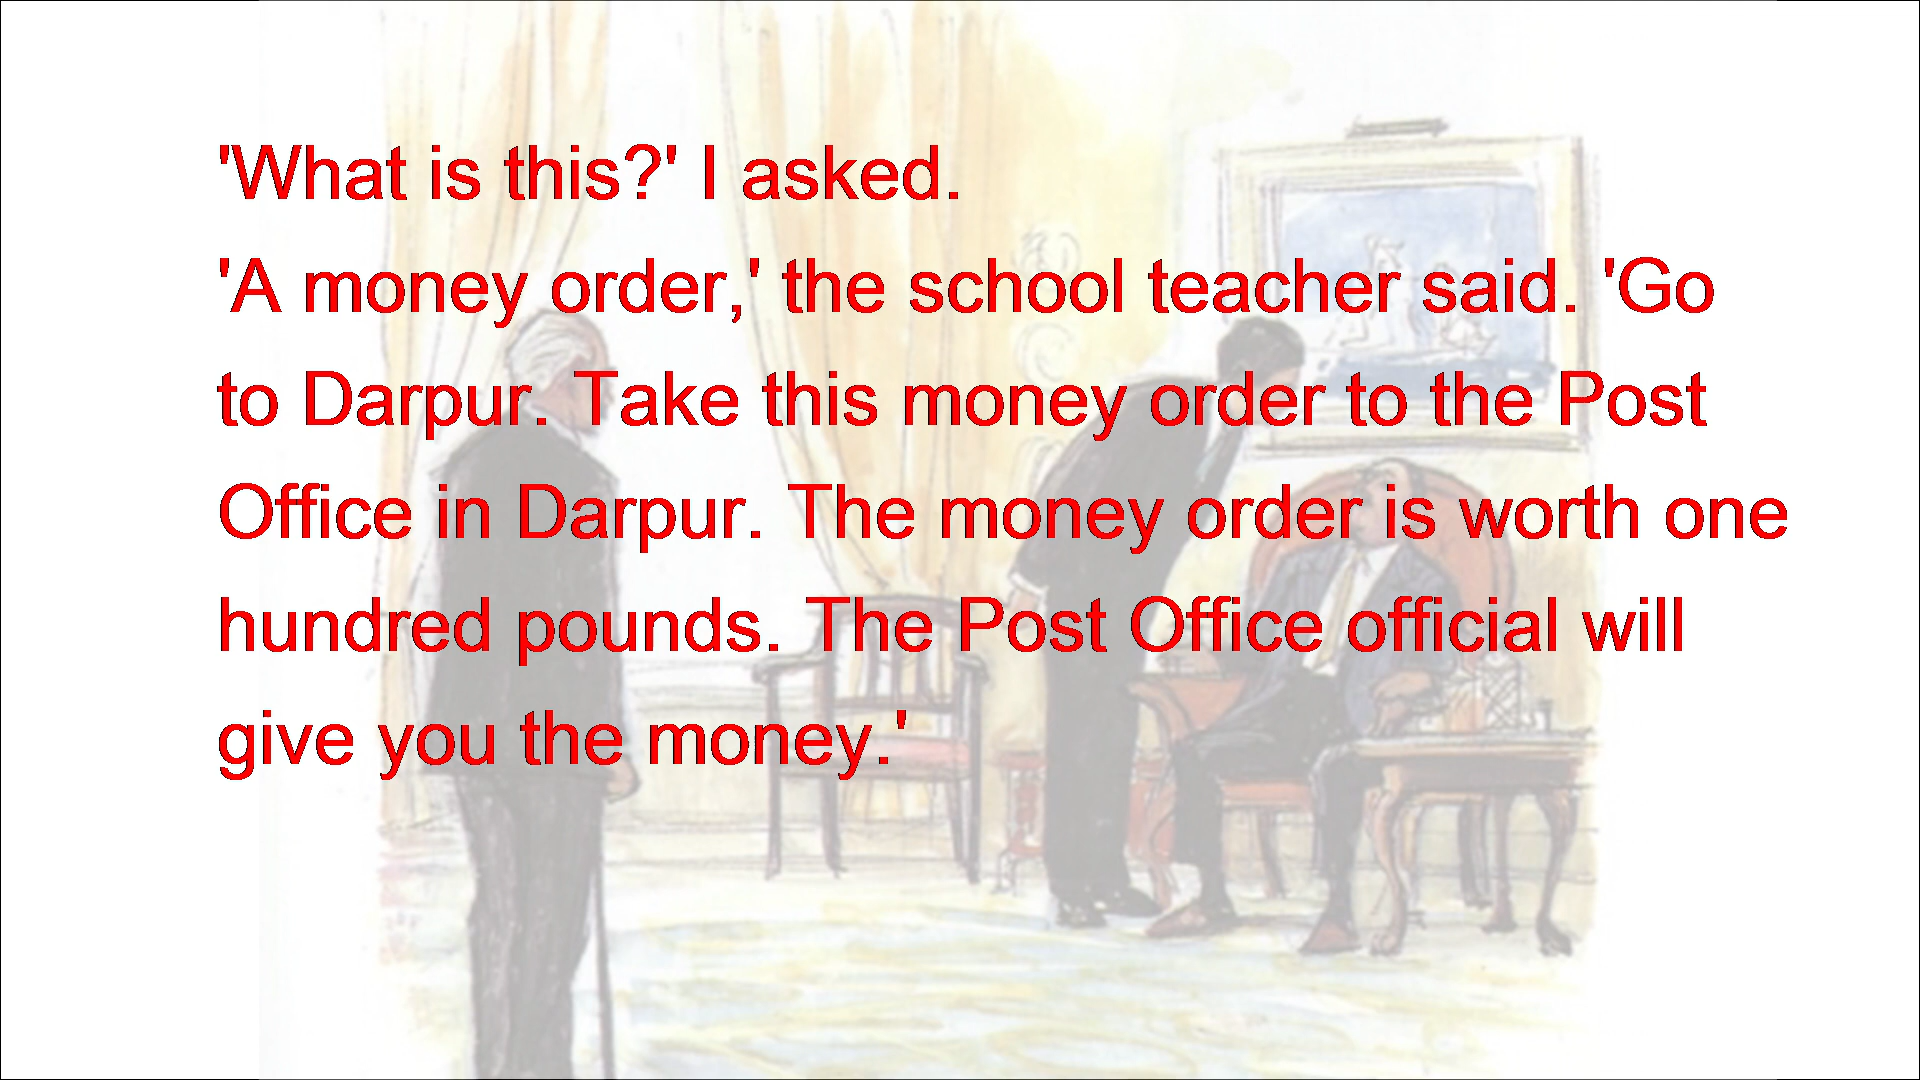 'What is this?' I asked.
'A money order,' the school teacher said. 'Go
to Darpur. Take this money order to the Post
Office in Darpur. The money order is worth one
hundred pounds. The Post Office official will
give you the money.'